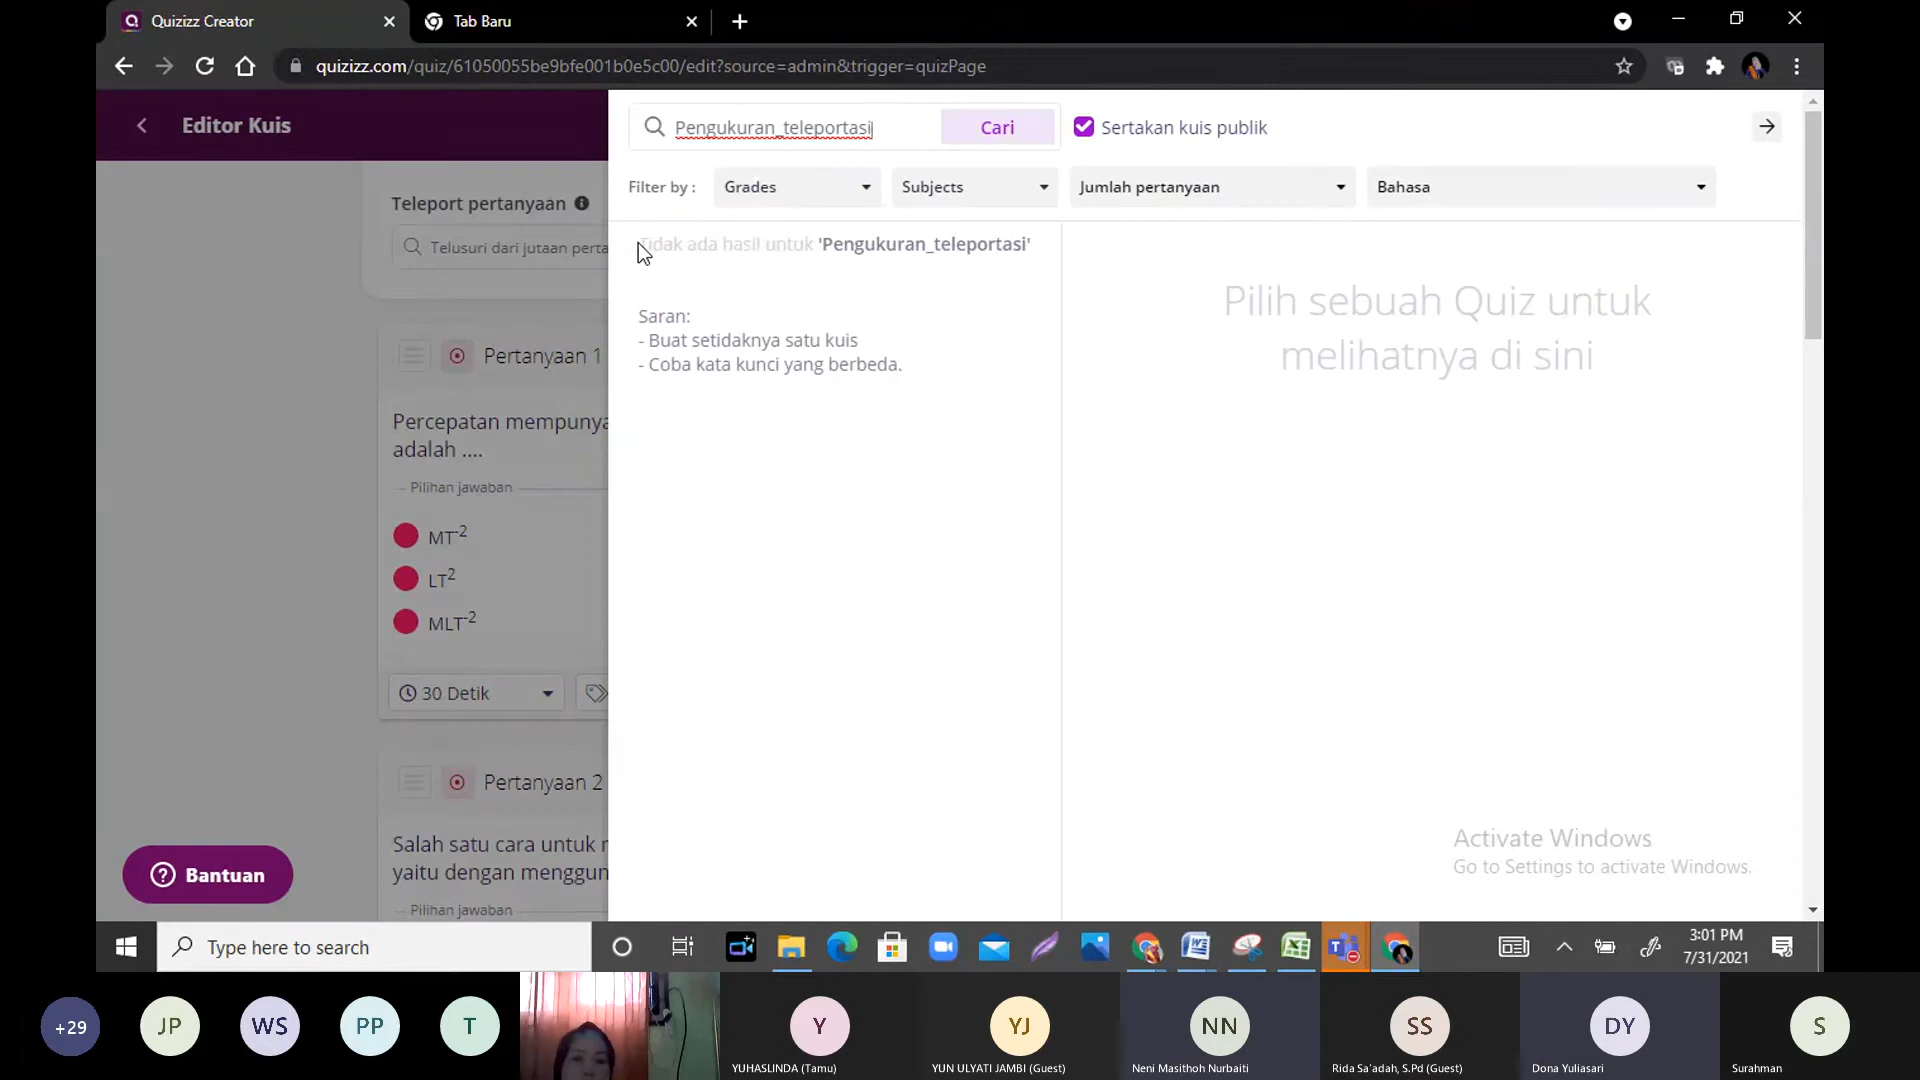 Quizizz Creator
Tab Baru
quizizz.com/quiz/61050055be9bfe001b0e5c00/edit?source=admin&trigger=quizPage
Editor Kuis
Pengukuran_teleportasi
Cari
Sertakan kuis publik
Filter by :
Grades
Subjects
Jumlah pertanyaan
Bahasa
Teleport pertanyaan
Telusuri dari jutaan perta
Tidak ada hasil untuk 'Pengukuran_teleportasi'
Saran:
- Buat setidaknya satu kuis
- Coba kata kunci yang berbeda.
Pilih sebuah Quiz untuk
melihatnya di sini
Pertanyaan 1
Percepatan mempunya
adalah ....
Pilihan jawaban
MT-2
LT2
MLT-2
30 Detik
Pertanyaan 2
Salah satu cara untuk r
yaitu dengan menggun
Pilihan jawaban
Bantuan
Activate Windows
Go to Settings to activate Windows.
Type here to search
3:01 PM
7/31/2021
+29
JP
WS
PP
T
Y
YUHASLINDA (Tamu)
YJ
YUN ULYATI JAMBI (Guest)
NN
Neni Masithoh Nurbaiti
SS
Rida Sa'adah, S.Pd (Guest)
DY
Dona Yuliasari
S
Surahman